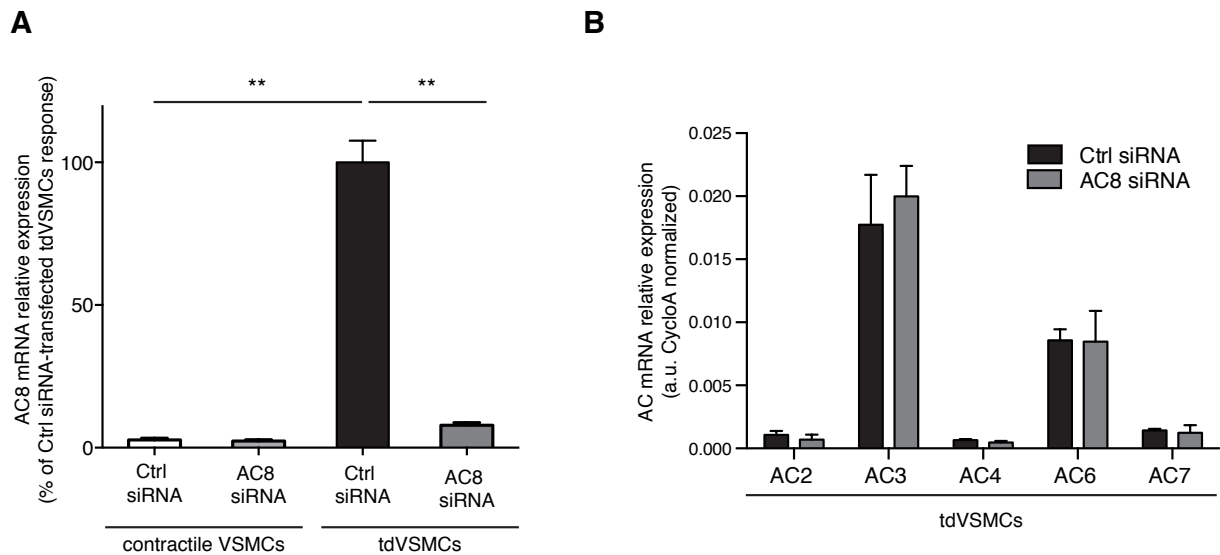 A
AC8 mRNA relative expression
(% of Ctrl siRNA-transfected tdVSMCs response)
100
50
0
**
**
Ctrl
siRNA
AC8
siRNA
Ctrl
siRNA
AC8
siRNA
contractile VSMCs
tdVSMCs
B
AC mRNA relative expression
(a.u. CycloA normalized)
0.025
0.020
0.015
0.010
0.005
0.000
Ctrl siRNA
AC8 siRNA
AC2
AC3
AC4
AC6
AC7
tdVSMCs